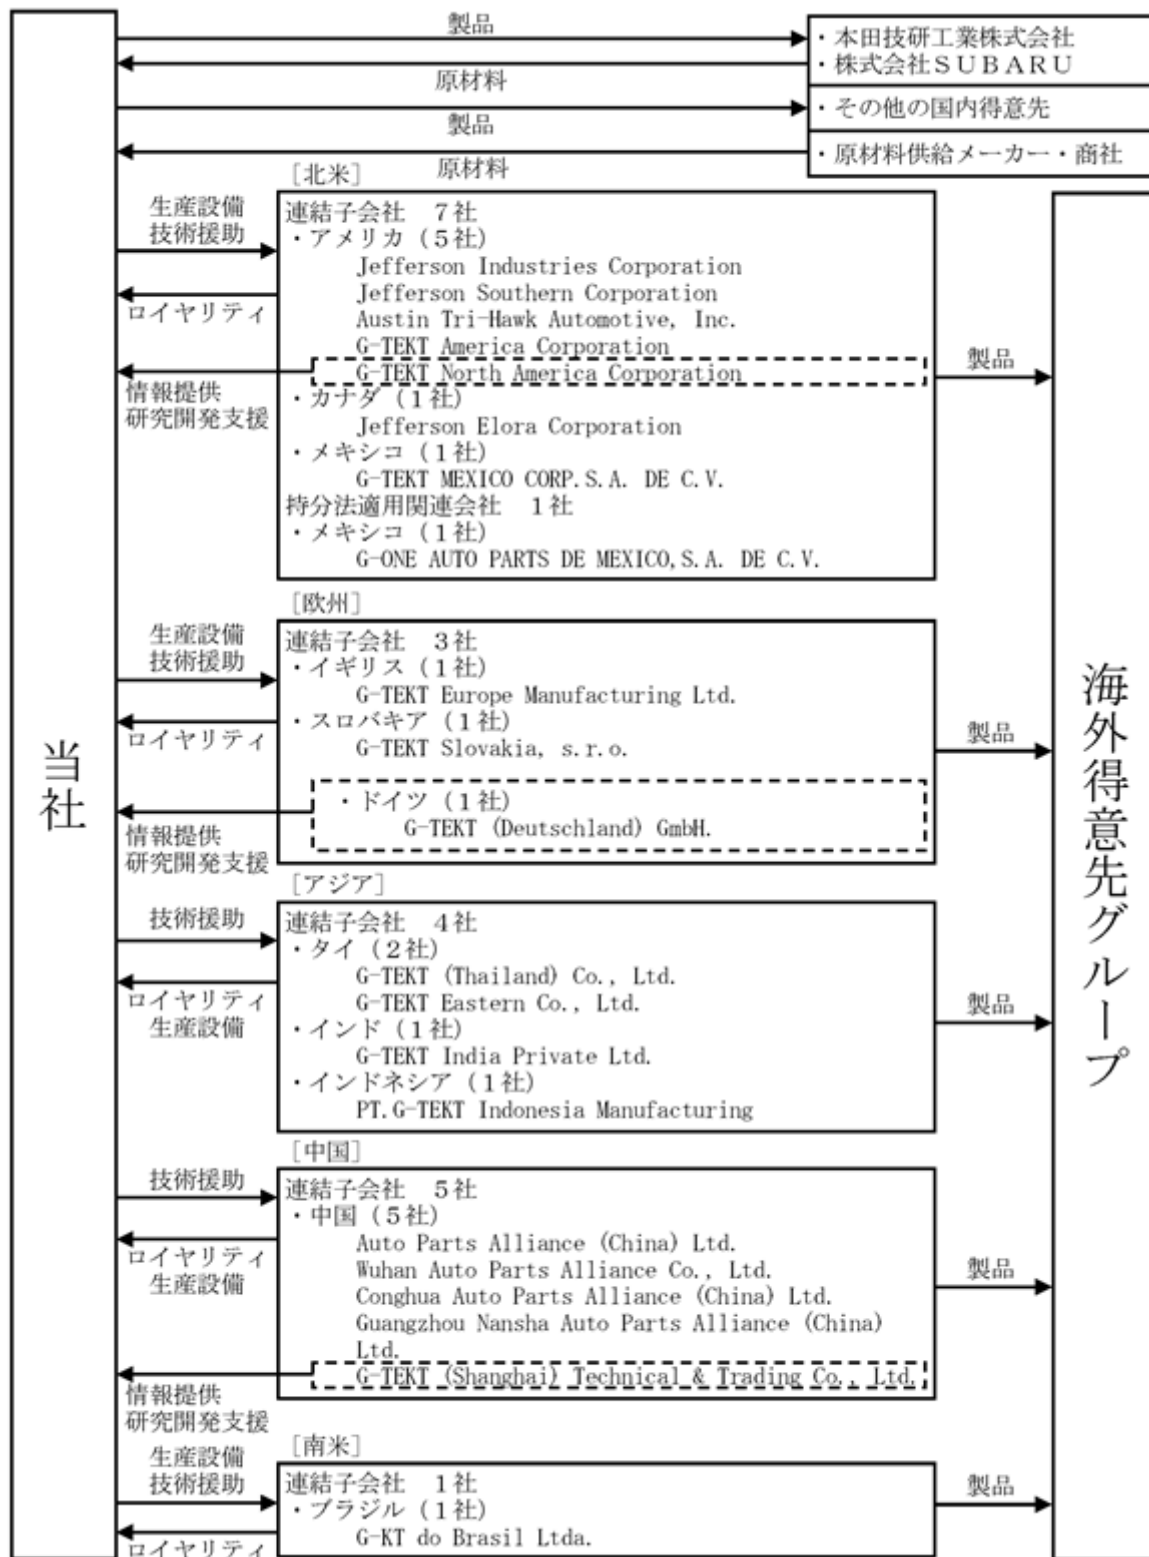 製品
・本田技研工業株式会社
・株式会社ＳＵＢＡＲＵ
原材料
・その他の国内得意先
製品
・原材料供給メーカー・商社
原材料
当社
［北米］
生産設備
技術援助
ロイヤリティ
情報提供
研究開発支援
連結子会社　７社
・アメリカ（５社）
Jefferson Industries Corporation
Jefferson Southern Corporation
Austin Tri-Hawk Automotive, Inc.
G-TEKT America Corporation
G-TEKT North America Corporation
・カナダ（１社）
Jefferson Elora Corporation
・メキシコ（１社）
G-TEKT MEXICO CORP.S.A. DE C.V.
持分法適用関連会社　１社
・メキシコ（１社）
G-ONE AUTO PARTS DE MEXICO,S.A. DE C.V.
製品
［欧州］
生産設備
技術援助
ロイヤリティ
情報提供
研究開発支援
連結子会社　３社
・イギリス（１社）
G-TEKT Europe Manufacturing Ltd.
・スロバキア（１社）
G-TEKT Slovakia, s.r.o.
・ドイツ（１社）
G-TEKT (Deutschland) GmbH.
製品
［アジア］
技術援助
ロイヤリティ
生産設備
連結子会社　４社
・タイ（２社）
G-TEKT (Thailand) Co., Ltd.
G-TEKT Eastern Co., Ltd.
・インド（１社）
G-TEKT India Private Ltd.
・インドネシア（１社）
PT.G-TEKT Indonesia Manufacturing
製品
［中国］
技術援助
ロイヤリティ
生産設備
情報提供
研究開発支援
連結子会社　５社
・中国（５社）
Auto Parts Alliance (China) Ltd.
Wuhan Auto Parts Alliance Co., Ltd.
Conghua Auto Parts Alliance (China) Ltd.
Guangzhou Nansha Auto Parts Alliance (China)
Ltd.
G-TEKT (Shanghai) Technical & Trading Co., Ltd.
製品
［南米］
生産設備
技術援助
ロイヤリティ
連結子会社　１社
・ブラジル（１社）
G-KT do Brasil Ltda.
製品
海外得意先グループ